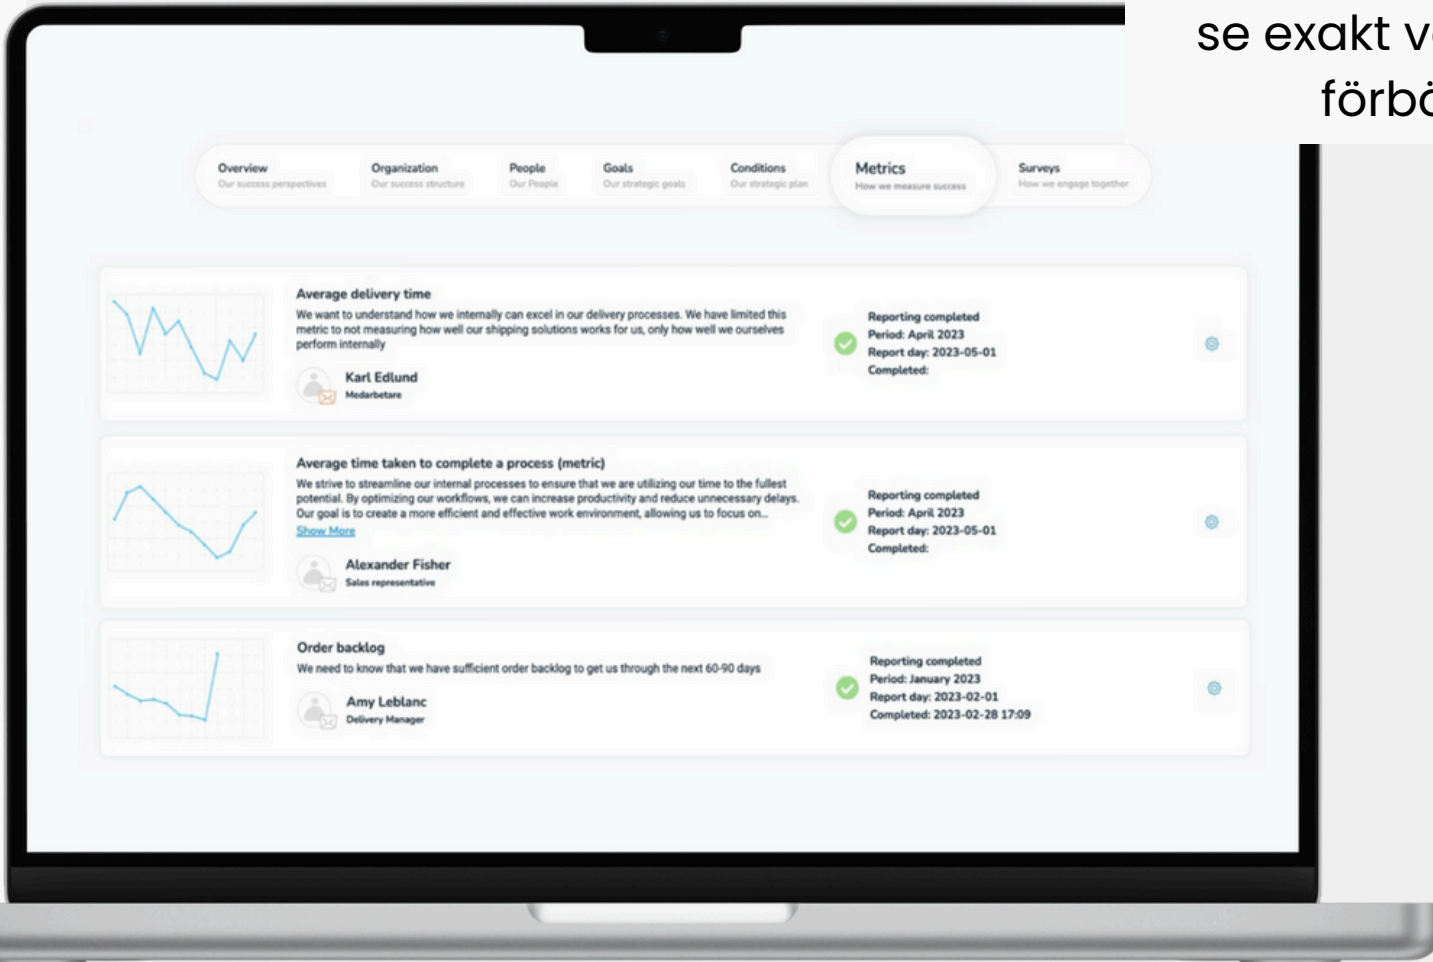 se exakt
Overview
Our success perspectives
Organization
Our success structure
People
Our People
Goals
Our strategic goals
Conditions
Our strategic plan
Metrics
How we measure success
Surveys
How we engage together
Average delivery time
We want to understand how we internally can excel in our delivery processes. We have limited this
metric to not measuring how well our shipping solutions works for us, only how well we ourselves
perform internally
Karl Edlund
Medarbetare
Reporting completed
Period: April 2023
Report day: 2023-05-01
Completed:
Average time taken to complete a process (metric)
We strive to streamline our internal processes to ensure that we are utilizing our time to the fullest
potential. By optimizing our workflows, we can increase productivity and reduce unnecessary delays.
Our goal is to create a more efficient and effective work environment, allowing us to focus on...
Show More
Alexander Fisher
Sales representative
Reporting completed
Period: April 2023
Report day: 2023-05-01
Completed:
Order backlog
We need to know that we have sufficient order backlog to get us through the next 60-90 days
Amy Leblanc
Delivery Manager
Reporting completed
Period: January 2023
Report day: 2023-02-01
Completed: 2023-02-28 17:09